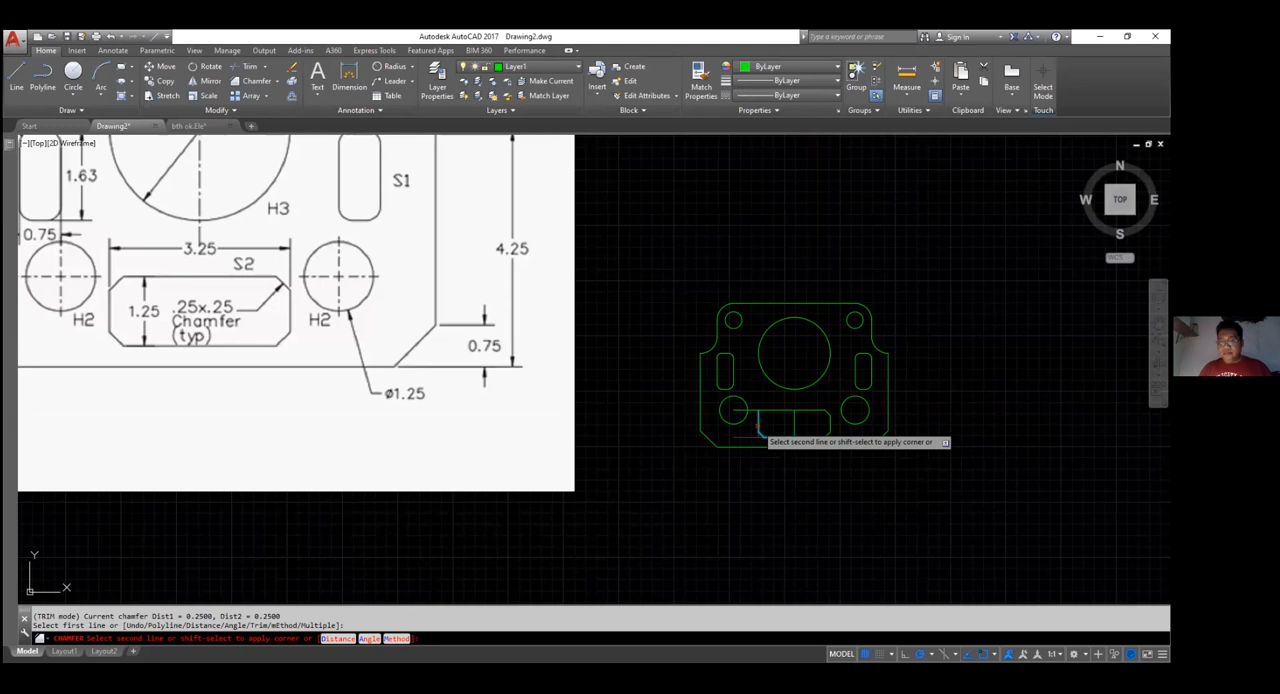 Autodesk AutoCAD 2017 Drawing2.dwg
Type a keyword or phrase
Sign In
Home Insert Annotate Parametric View Manage Output Add-ins A360 Express Tools Featured Apps BIM 360 Performance
Line
Polyline
Circle
Arc
Move Rotate Trim
Copy Mirror Chamfer
Stretch Scale Array
Text
Dimension
Radius
Leader
Table
Layer
Properties
Layer1
Make Current
Match Layer
Insert
Create
Edit
Edit Attributes
Match
Properties
ByLayer
ByLayer
ByLayer
Group
Measure
Paste
Base
Select
Mode
Draw Modify Annotation Layers Block Properties Groups Utilities Clipboard View Touch
Start Drawing2* bth ok.Ele*
[−][Top][2D Wireframe]
1.63
S1
H3
0.75
3.25
4.25
S2
1.25
.25x.25
Chamfer
(typ)
H2
H2
0.75
ø1.25
N
W TOP E
S
WCS
Select second line or shift-select to apply corner or
Y
X
(TRIM mode) Current chamfer Dist1 = 0.2500, Dist2 = 0.2500
Select first line or [Undo/Polyline/Distance/Angle/Trim/mEthod/Multiple]:
CHAMFER Select second line or shift-select to apply corner or [Distance Angle Method]:
Model Layout1 Layout2 +
MODEL
1:1